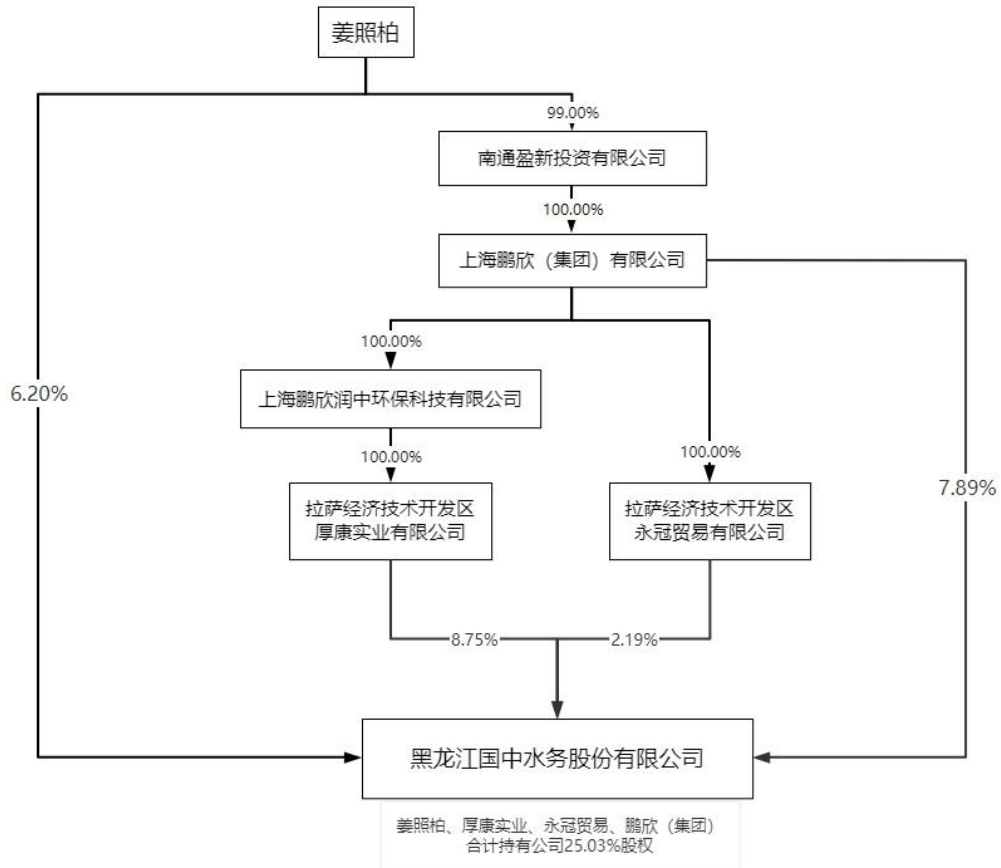 姜照柏
99.00%
南通盈新投资有限公司
100.00%
上海鹏欣（集团）有限公司
100.00%
上海鹏欣润中环保科技有限公司
6.20%
100.00%
100.00%
7.89%
拉萨经济技术开发区
厚康实业有限公司
拉萨经济技术开发区
永冠贸易有限公司
8.75%
2.19%
黑龙江国中水务股份有限公司
姜照柏、厚康实业、永冠贸易、鹏欣（集团）
合计持有公司25.03%股权